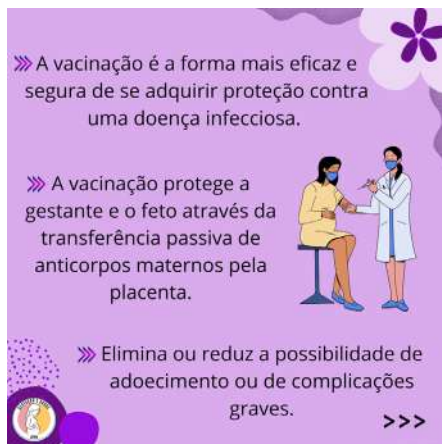 A vacinação é a forma mais eficaz e
segura de se adquirir proteção contra
uma doença infecciosa.
A vacinação protege a
gestante e o feto através da
transferência passiva de
anticorpos maternos pela
placenta.
Elimina ou reduz a possibilidade de
adoecimento ou de complicações
graves.
>>>